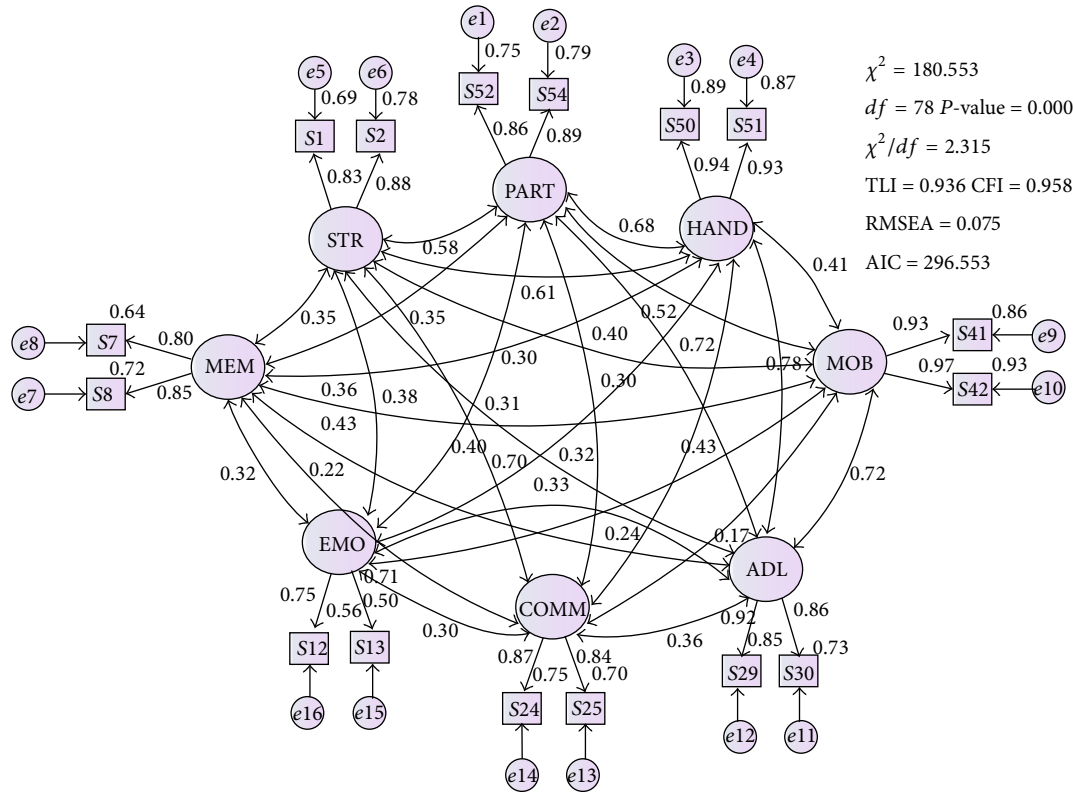 e1
e2
0.75
0.79
e5
e6
e3
e4
0.69
0.78
0.89
0.87
S52
S54
S1
S2
S50
S51
χ² = 180.553
df = 78 P-value = 0.000
χ²/df = 2.315
TLI = 0.936 CFI = 0.958
RMSEA = 0.075
AIC = 296.553
0.86
0.89
0.83
0.88
0.94
0.93
PART
STR
HAND
0.58
0.68
0.41
0.61
0.64
0.35
0.35
0.52
0.40
0.93
0.86
e8
S7
0.80
S41
e9
0.72
0.30
0.72
0.78
MOB
0.97
0.93
MEM
e7
S8
0.85
0.36
0.38
0.30
S42
e10
0.43
0.31
0.40
0.70
0.32
0.43
0.32
0.22
0.33
0.72
0.24
0.17
EMO
ADL
0.71
0.75
0.56
0.50
COMM
0.92
0.86
0.30
0.36
0.85
0.73
S12
S13
0.87
0.75
0.84
0.70
S29
S30
e16
e15
S24
S25
e12
e11
e14
e13